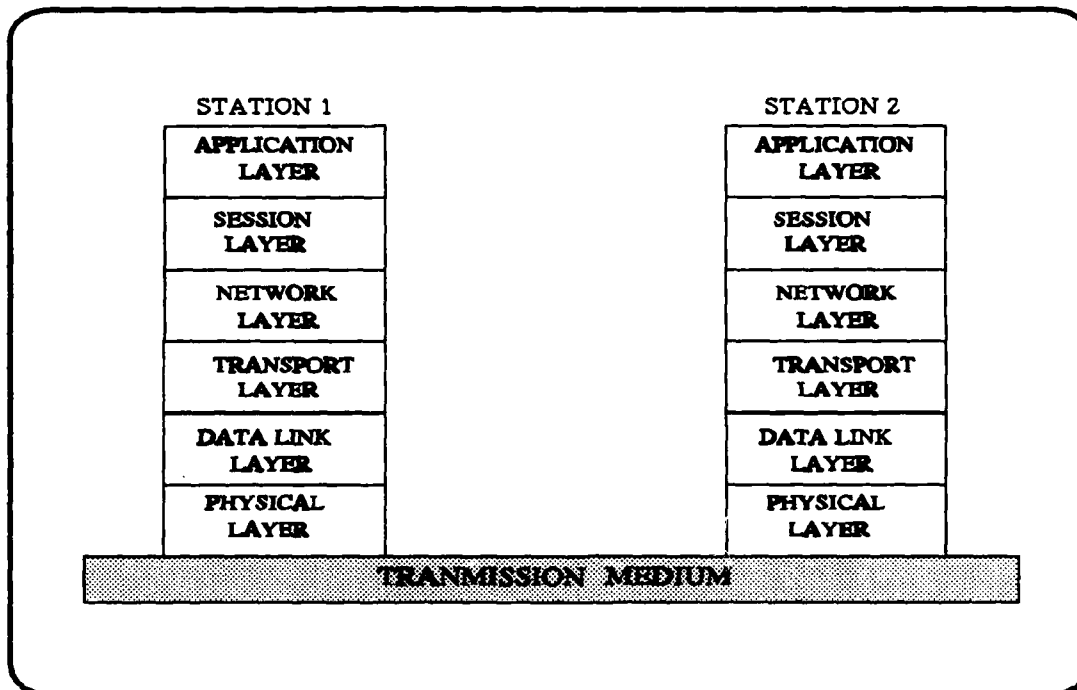 STATION 1
APPLICATION
LAYER
SESSION
LAYER
NETWORK
LAYER
TRANSPORT
LAYER
DATA LINK
LAYER
PHYSICAL
LAYER
STATION 2
APPLICATION
LAYER
SESSION
LAYER
NETWORK
LAYER
TRANSPORT
LAYER
DATA LINK
LAYER
PHYSICAL
LAYER
TRANMISSION MEDIUM